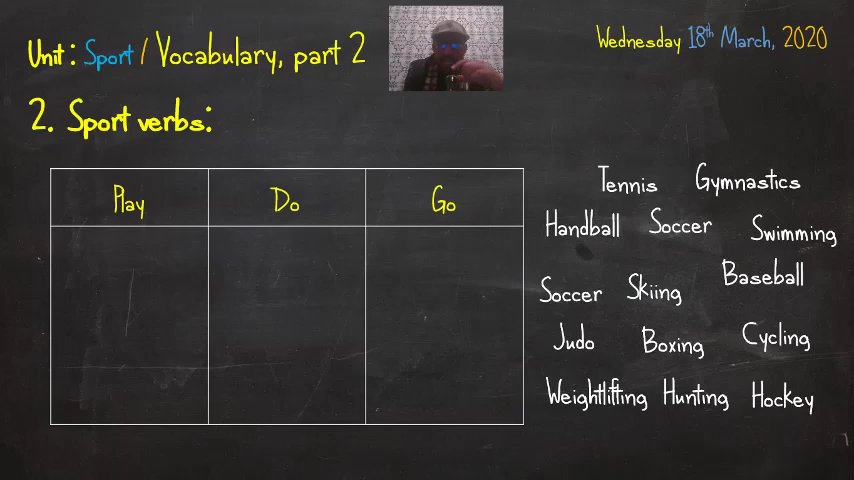 Unit: Sport / Vocabulary, part 2
Wednesday 18th March, 2020
2. Sport verbs:
Play Do Go
Tennis Gymnastics
Handball Soccer Swimming
Soccer Skiing Baseball
Judo Boxing Cycling
Weightlifting Hunting Hockey